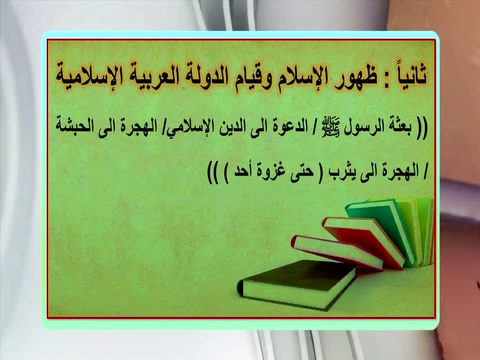 ثانياً : ظهور الإسلام وقيام الدولة العربية الإسلامية
(( بعثة الرسول ﷺ / الدعوة الى الدين الإسلامي/ الهجرة الى الحبشة
/ الهجرة الى يثرب ( حتى غزوة أحد ) ))